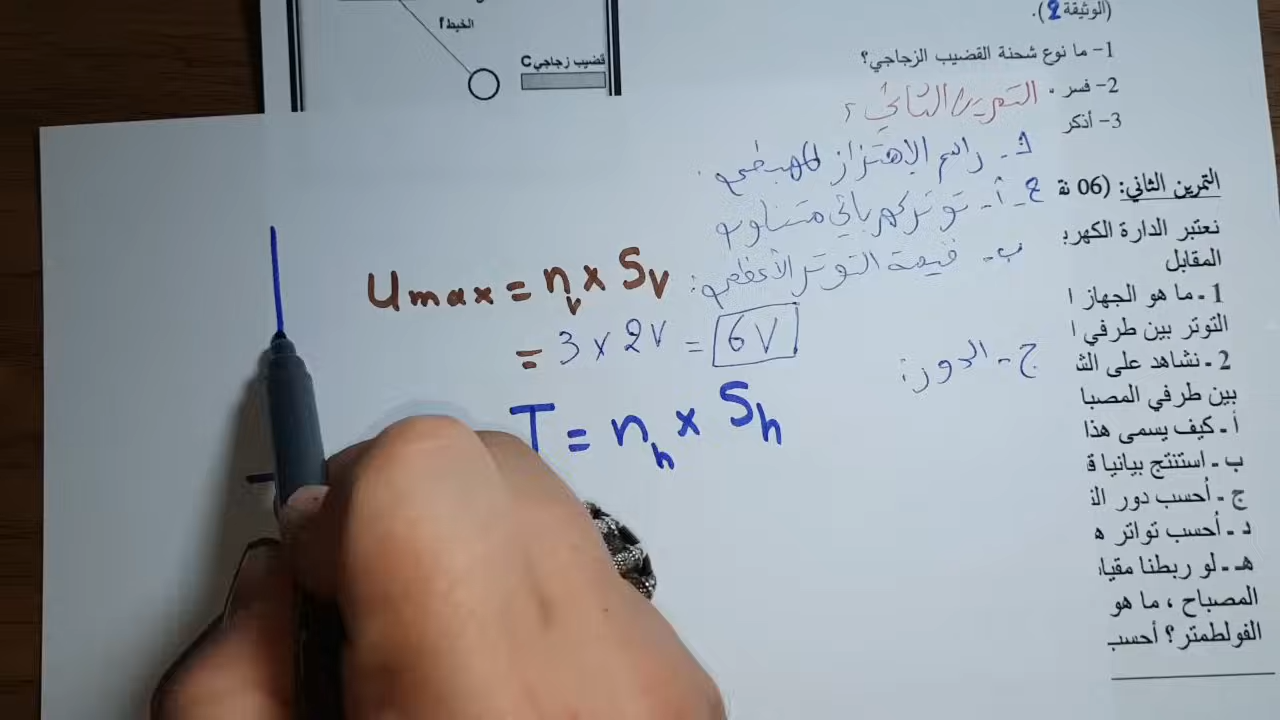 (الوثيقة 2).
الخيط f
قضيب زجاجي C
1- ما نوع شحنة القضيب الزجاجي؟
2- فسر
3- أذكر
التمرين الثاني:
1- راسم الاهتزاز المهبطي.
2- أ- توتر كهربائي متناوب
ب- قيمة التوتر الأعظمي:
Umax = nv x Sv
= 3 x 2V = 6V
ج- الدور:
T = nh x Sh
التمرين الثاني: (06 نة
نعتبر الدارة الكهرب
المقابل
1 - ما هو الجهاز ا
التوتر بين طرفي ا
2 - نشاهد على الش
بين طرفي المصبا
أ - كيف يسمى هذا
ب - استنتج بيانيا ق
ج - أحسب دور الذ
د - أحسب تواتر ه
هـ - لو ربطنا مقيا
المصباح ، ما هو
الفولطمتر؟ أحسب